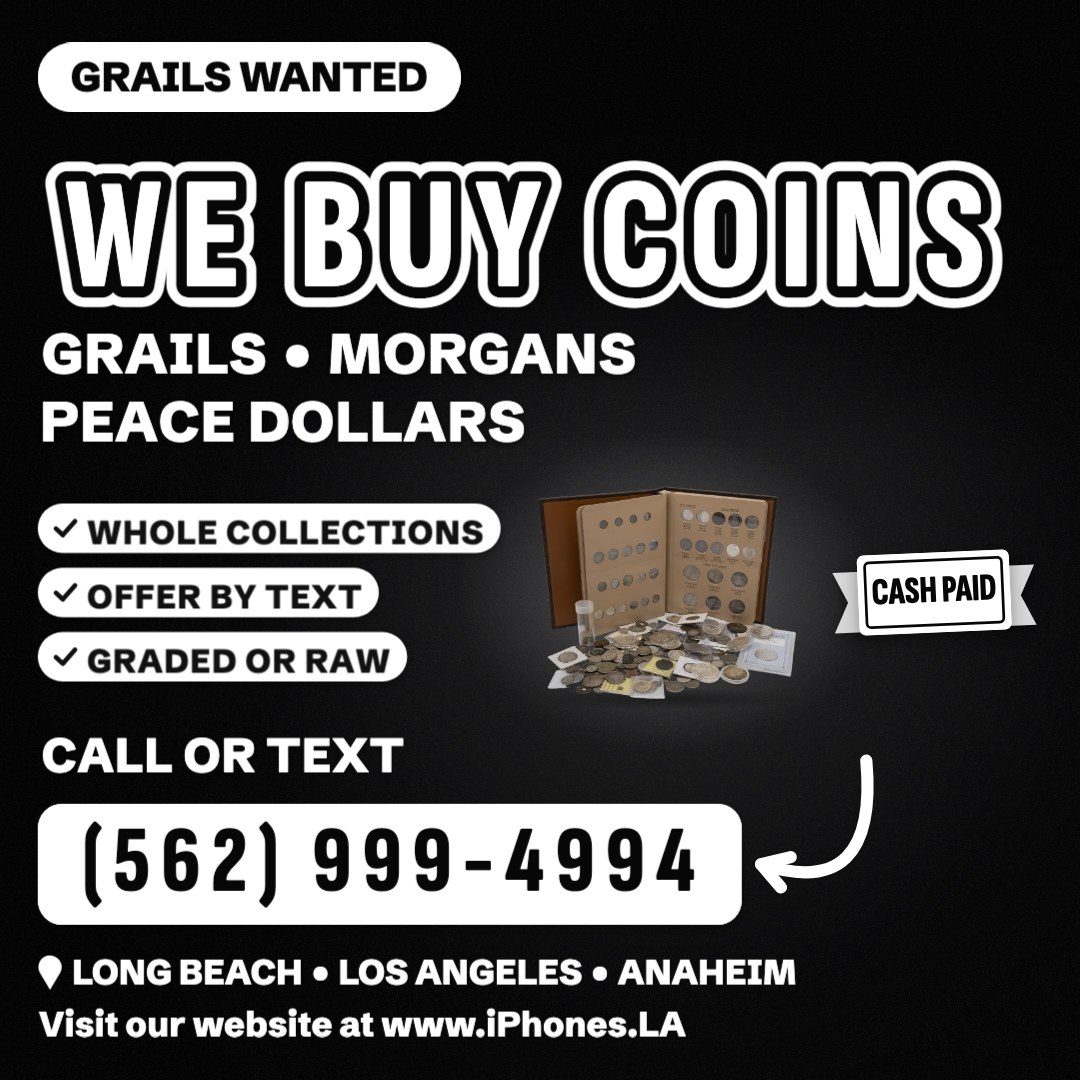 GRAILS WANTED
WE BUY COINS
GRAILS • MORGANS
PEACE DOLLARS
WHOLE COLLECTIONS
OFFER BY TEXT
GRADED OR RAW
CASH PAID
CALL OR TEXT
(562) 999-4994
LONG BEACH • LOS ANGELES • ANAHEIM
Visit our website at www.iPhones.LA